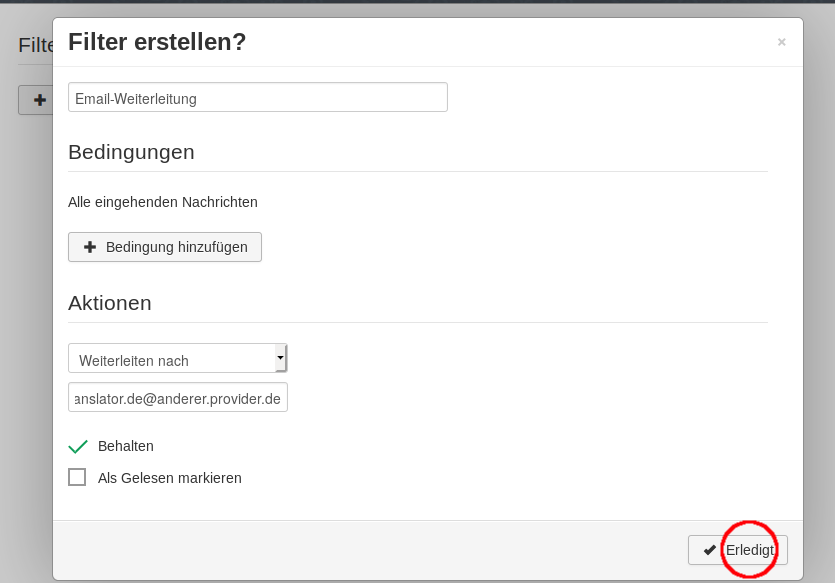 Filter erstellen?
×
Email-Weiterleitung
Bedingungen
Alle eingehenden Nachrichten
Bedingung hinzufügen
Aktionen
Weiterleiten nach
anslator.de@anderer.provider.de
Behalten
Als Gelesen markieren
Erledigt